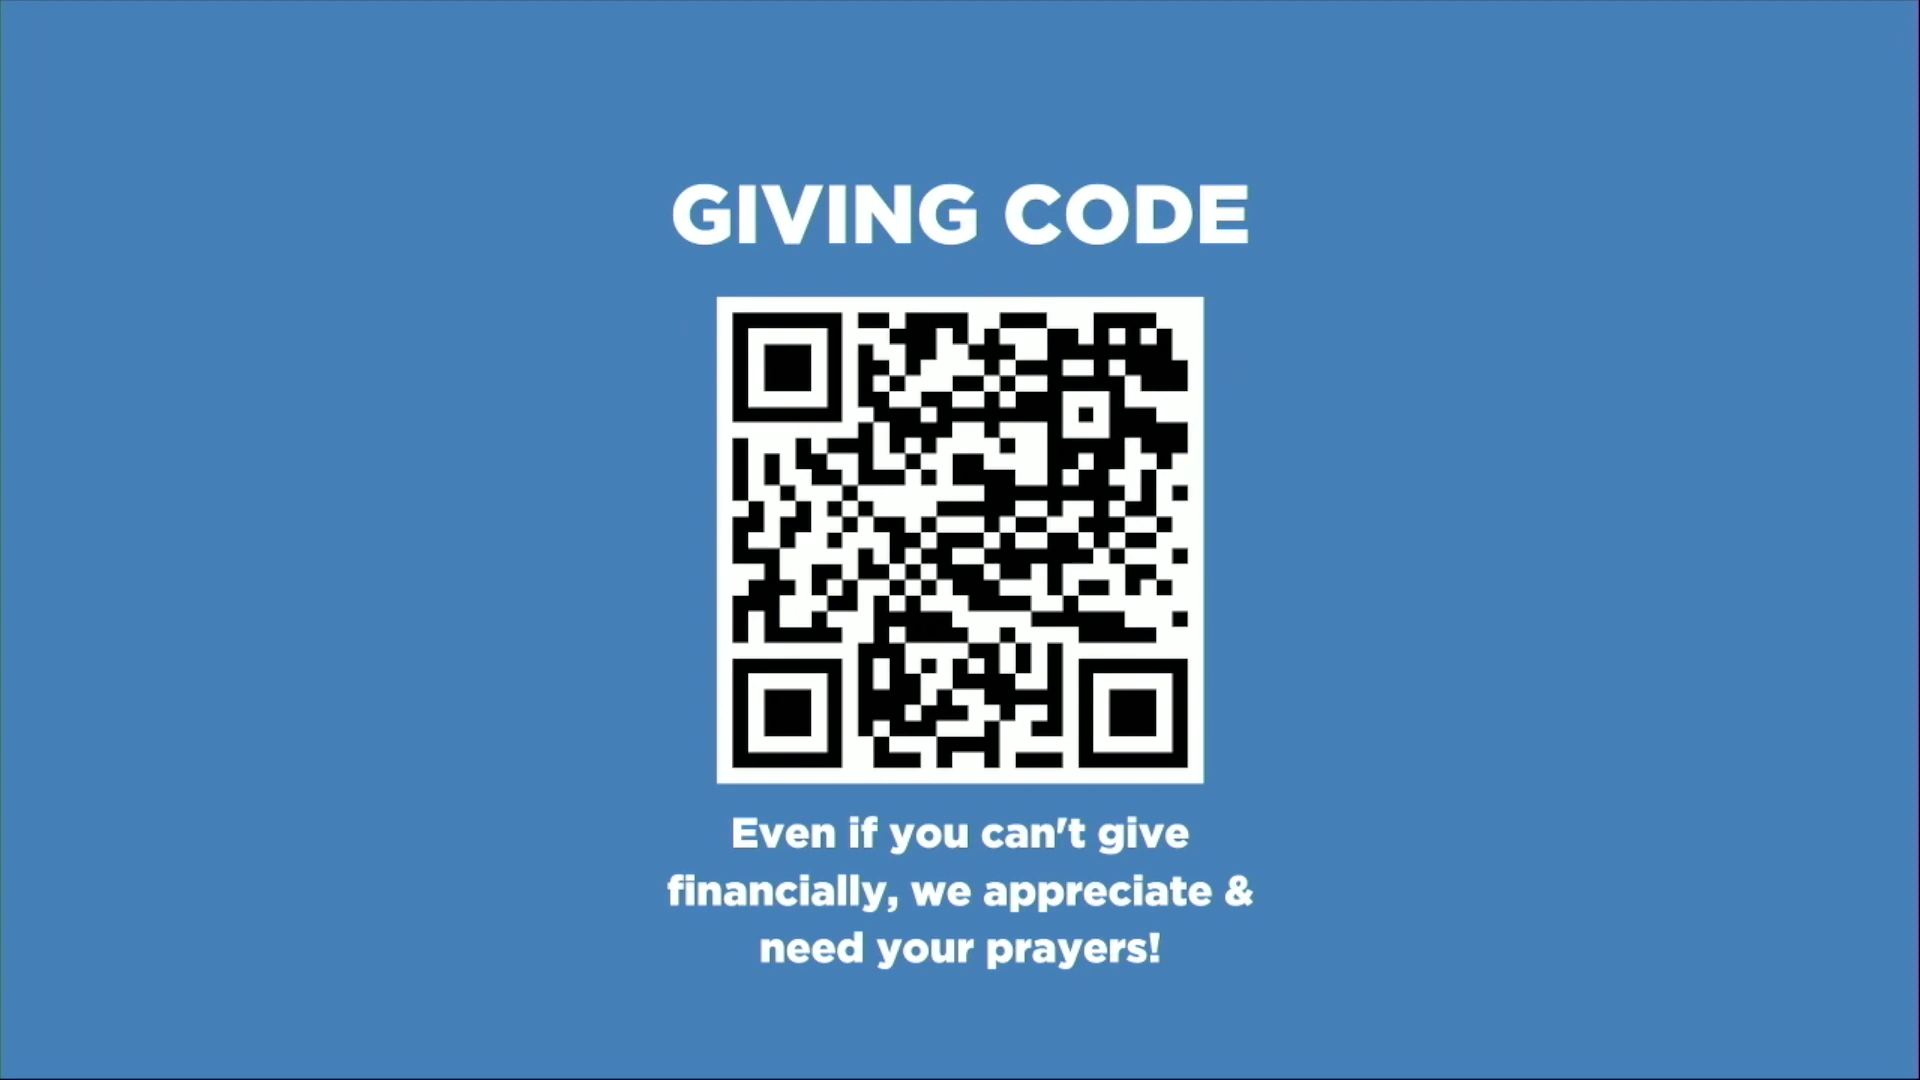 GIVING CODE
Even if you can't give
financially, we appreciate &
need your prayers!